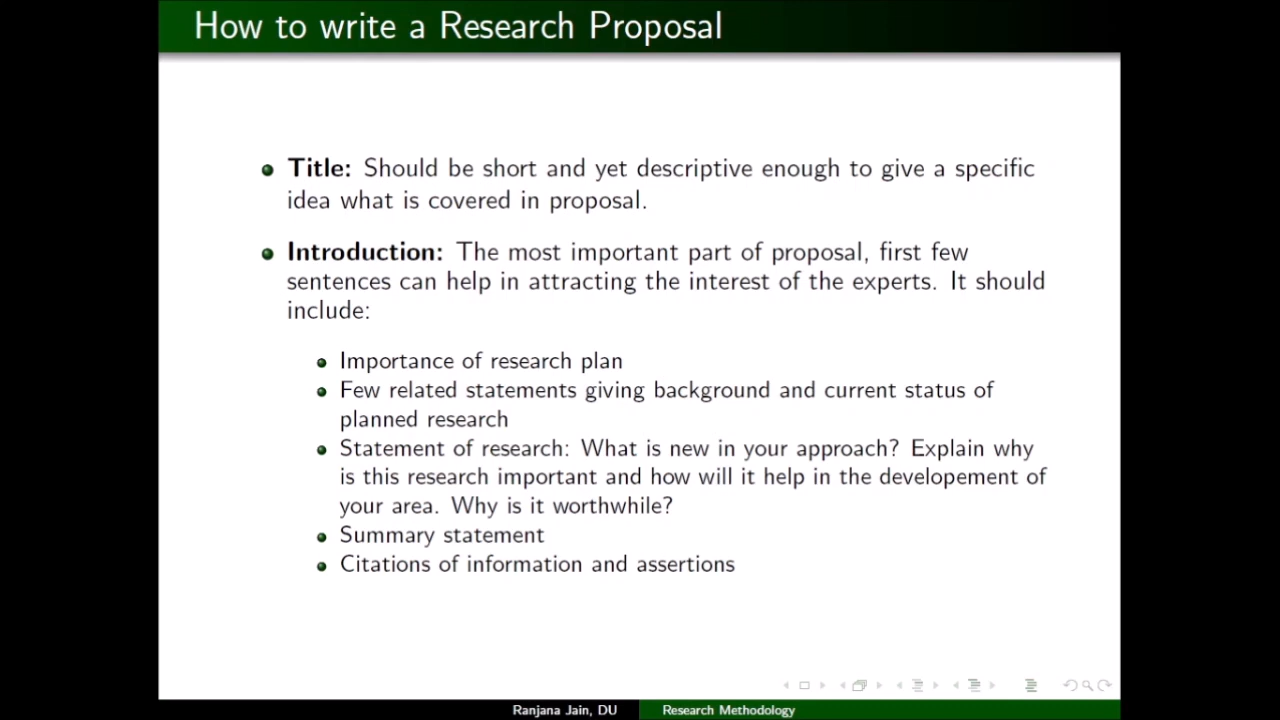 How to write a Research Proposal
Title: Should be short and yet descriptive enough to give a specific
idea what is covered in proposal.
Introduction: The most important part of proposal, first few
sentences can help in attracting the interest of the experts. It should
include:
Importance of research plan
Few related statements giving background and current status of
planned research
Statement of research: What is new in your approach? Explain why
is this research important and how will it help in the developement of
your area. Why is it worthwhile?
Summary statement
Citations of information and assertions
Ranjana Jain, DU
Research Methodology